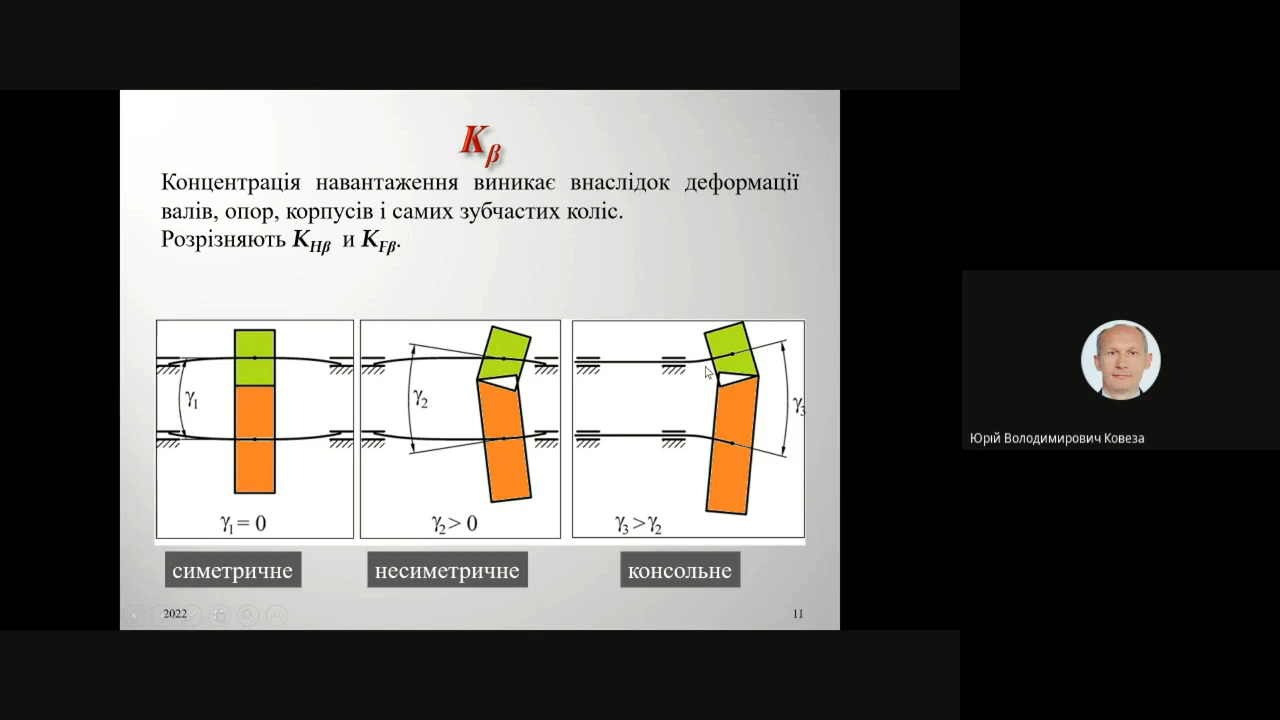 Kβ
Концентрація навантаження виникає внаслідок деформації
валів, опор, корпусів і самих зубчастих коліс.
Розрізняють KHβ и KFβ.
γ1 γ2 γ3
γ1 = 0 γ2 > 0 γ3 > γ2
симетричне несиметричне консольне
2022 11
Юрій Володимирович Ковеза